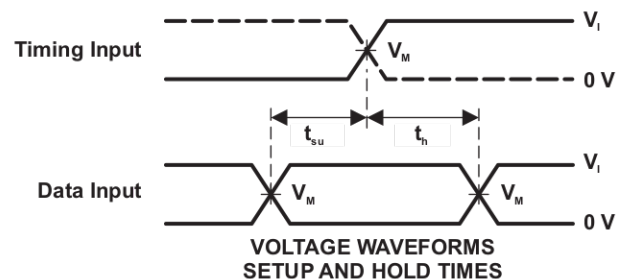 V_I
Timing Input
V_M
0 V
t_su
t_h
V_I
Data Input
V_M
V_M
0 V
VOLTAGE WAVEFORMS
SETUP AND HOLD TIMES